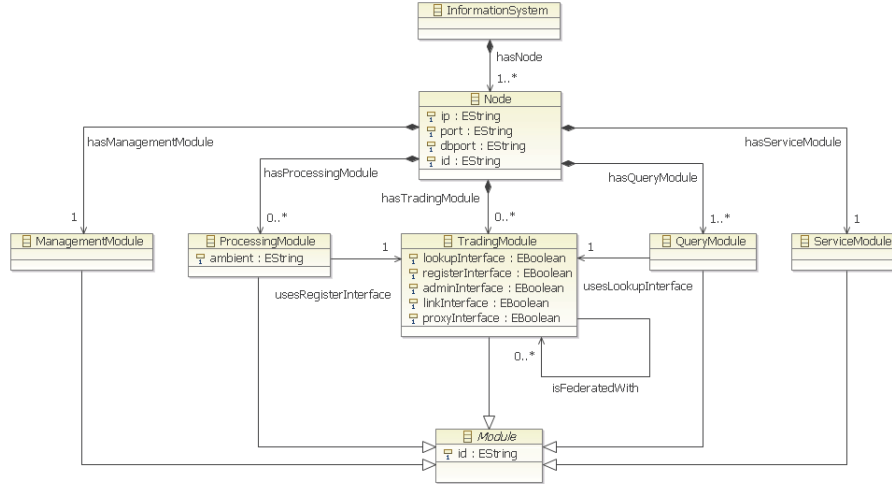 InformationSystem
hasNode
1..*
Node
ip : EString
port : EString
dbport : EString
id : EString
hasManagementModule
hasServiceModule
hasProcessingModule
hasQueryModule
hasTradingModule
1
0..*
0..*
1..*
1
ManagementModule
ProcessingModule
ambient : EString
1
TradingModule
lookupInterface : EBoolean
registerInterface : EBoolean
adminInterface : EBoolean
linkInterface : EBoolean
proxyInterface : EBoolean
1
QueryModule
ServiceModule
usesRegisterInterface
usesLookupInterface
0..*
isFederatedWith
Module
id : EString